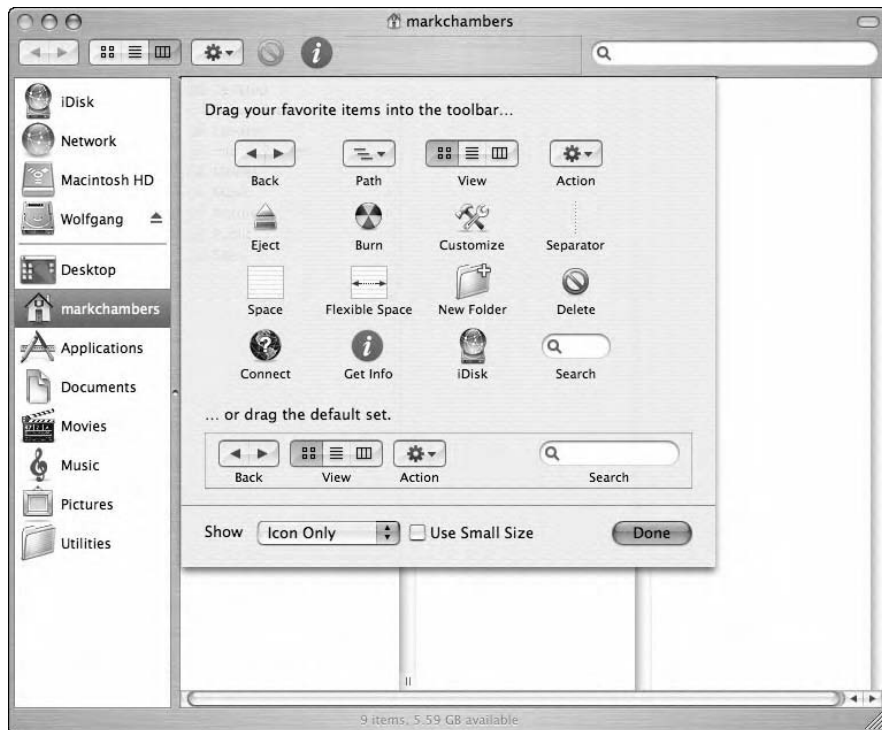 markchambers
iDisk
Network
Macintosh HD
Wolfgang
Desktop
markchambers
Applications
Documents
Movies
Music
Pictures
Utilities
Drag your favorite items into the toolbar...
Back Path View Action
Eject Burn Customize Separator
Space Flexible Space New Folder Delete
Connect Get Info iDisk Search
... or drag the default set.
Back View Action Search
Show Icon Only Use Small Size Done
9 items, 5.59 GB available